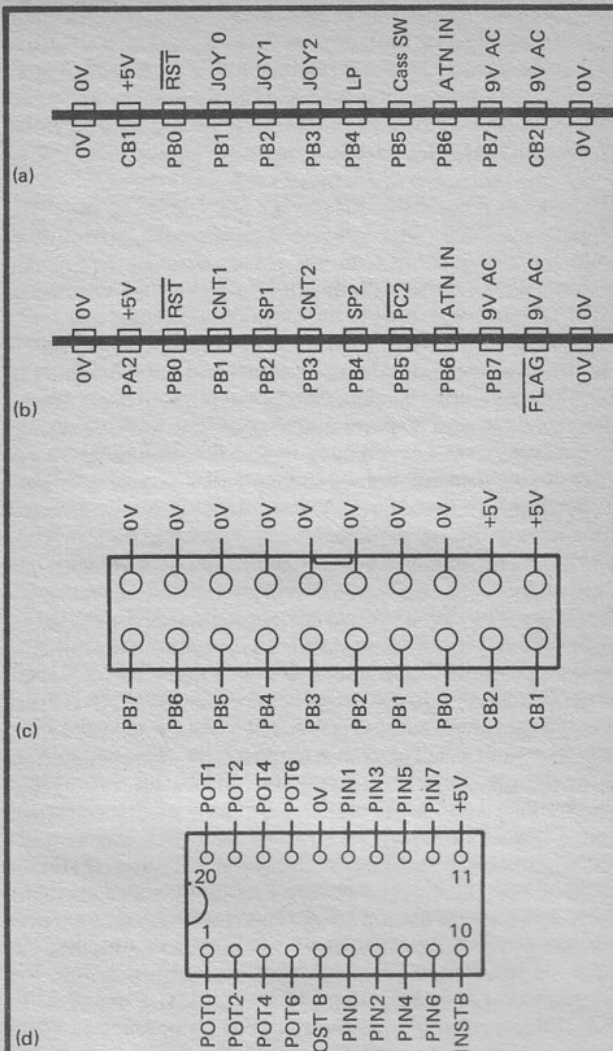 0V +5V R̅S̅T̅ JOY 0 JOY1 JOY2 LP Cass SW ATN IN 9V AC 9V AC 0V
0V CB1 PB0 PB1 PB2 PB3 PB4 PB5 PB6 PB7 CB2 0V
(a)
0V +5V R̅S̅T̅ CNT1 SP1 CNT2 SP2 P̅C̅2̅ ATN IN 9V AC 9V AC 0V
0V PA2 PB0 PB1 PB2 PB3 PB4 PB5 PB6 PB7 F̅L̅A̅G̅ 0V
(b)
0V 0V 0V 0V 0V 0V 0V 0V +5V +5V
PB7 PB6 PB5 PB4 PB3 PB2 PB1 PB0 CB2 CB1
(c)
POT1 POT2 POT4 POT6 0V PIN1 PIN3 PIN5 PIN7 +5V
20 11
1 10
POT0 POT2 POT4 POT6 OST B PIN0 PIN2 PIN4 PIN6 INSTB
(d)